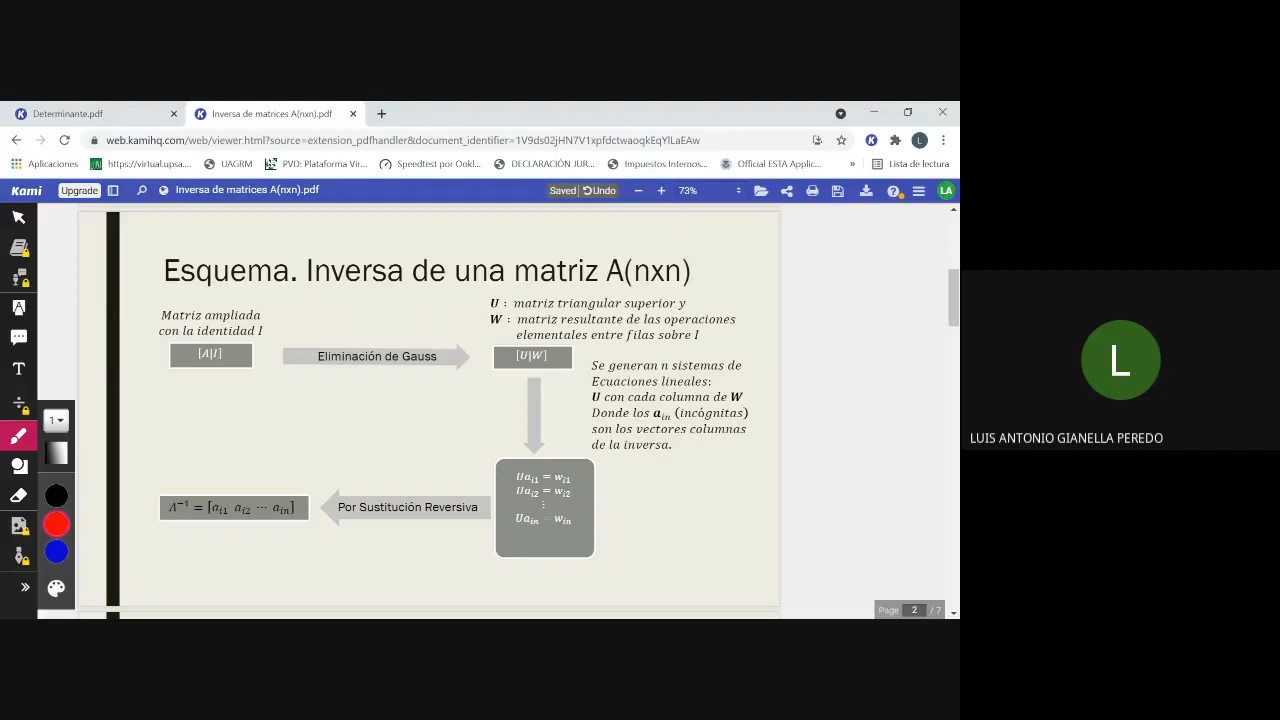 Determinante.pdf
Inversa de matrices A(nxn).pdf
web.kamihq.com/web/viewer.html?source=extension_pdfhandler&document_identifier=1V9ds02jHN7V1xpfdctwaoqkEqYlLaEAw
L
Aplicaciones
https://virtual.upsa...
UAGRM
PVD: Plataforma Vir...
Speedtest por Ookl...
DECLARACIÓN JUR...
Impuestos Internos...
Official ESTA Applic...
»
Lista de lectura
Kami
Upgrade
Inversa de matrices A(nxn).pdf
Saved
Undo
73%
LA
Esquema. Inversa de una matriz A(nxn)
Matriz ampliada
con la identidad I
[A|I]
Eliminación de Gauss
U : matriz triangular superior y
W : matriz resultante de las operaciones
elementales entre filas sobre I
[U|W]
Se generan n sistemas de
Ecuaciones lineales:
U con cada columna de W
Donde los a_in (incógnitas)
son los vectores columnas
de la inversa.
Ua_i1 = w_i1
Ua_i2 = w_i2
⋮
Ua_in = w_in
Por Sustitución Reversiva
A⁻¹ = [a_i1 a_i2 ⋯ a_in]
1
Page 2 / 7
L
LUIS ANTONIO GIANELLA PEREDO